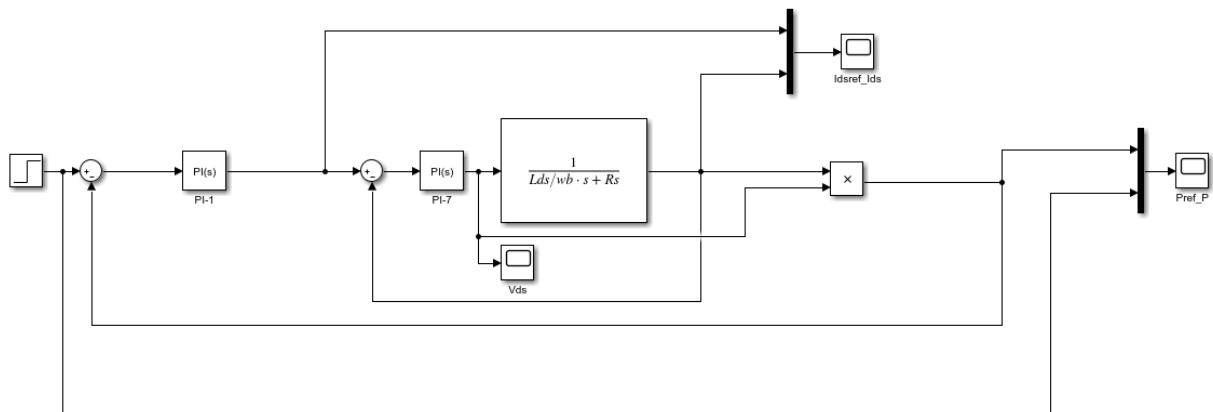 Idsref_Ids
+
−
PI(s)
PI-1
+
−
PI(s)
PI-7
1
Lds/wb · s + Rs
×
Pref_P
Vds